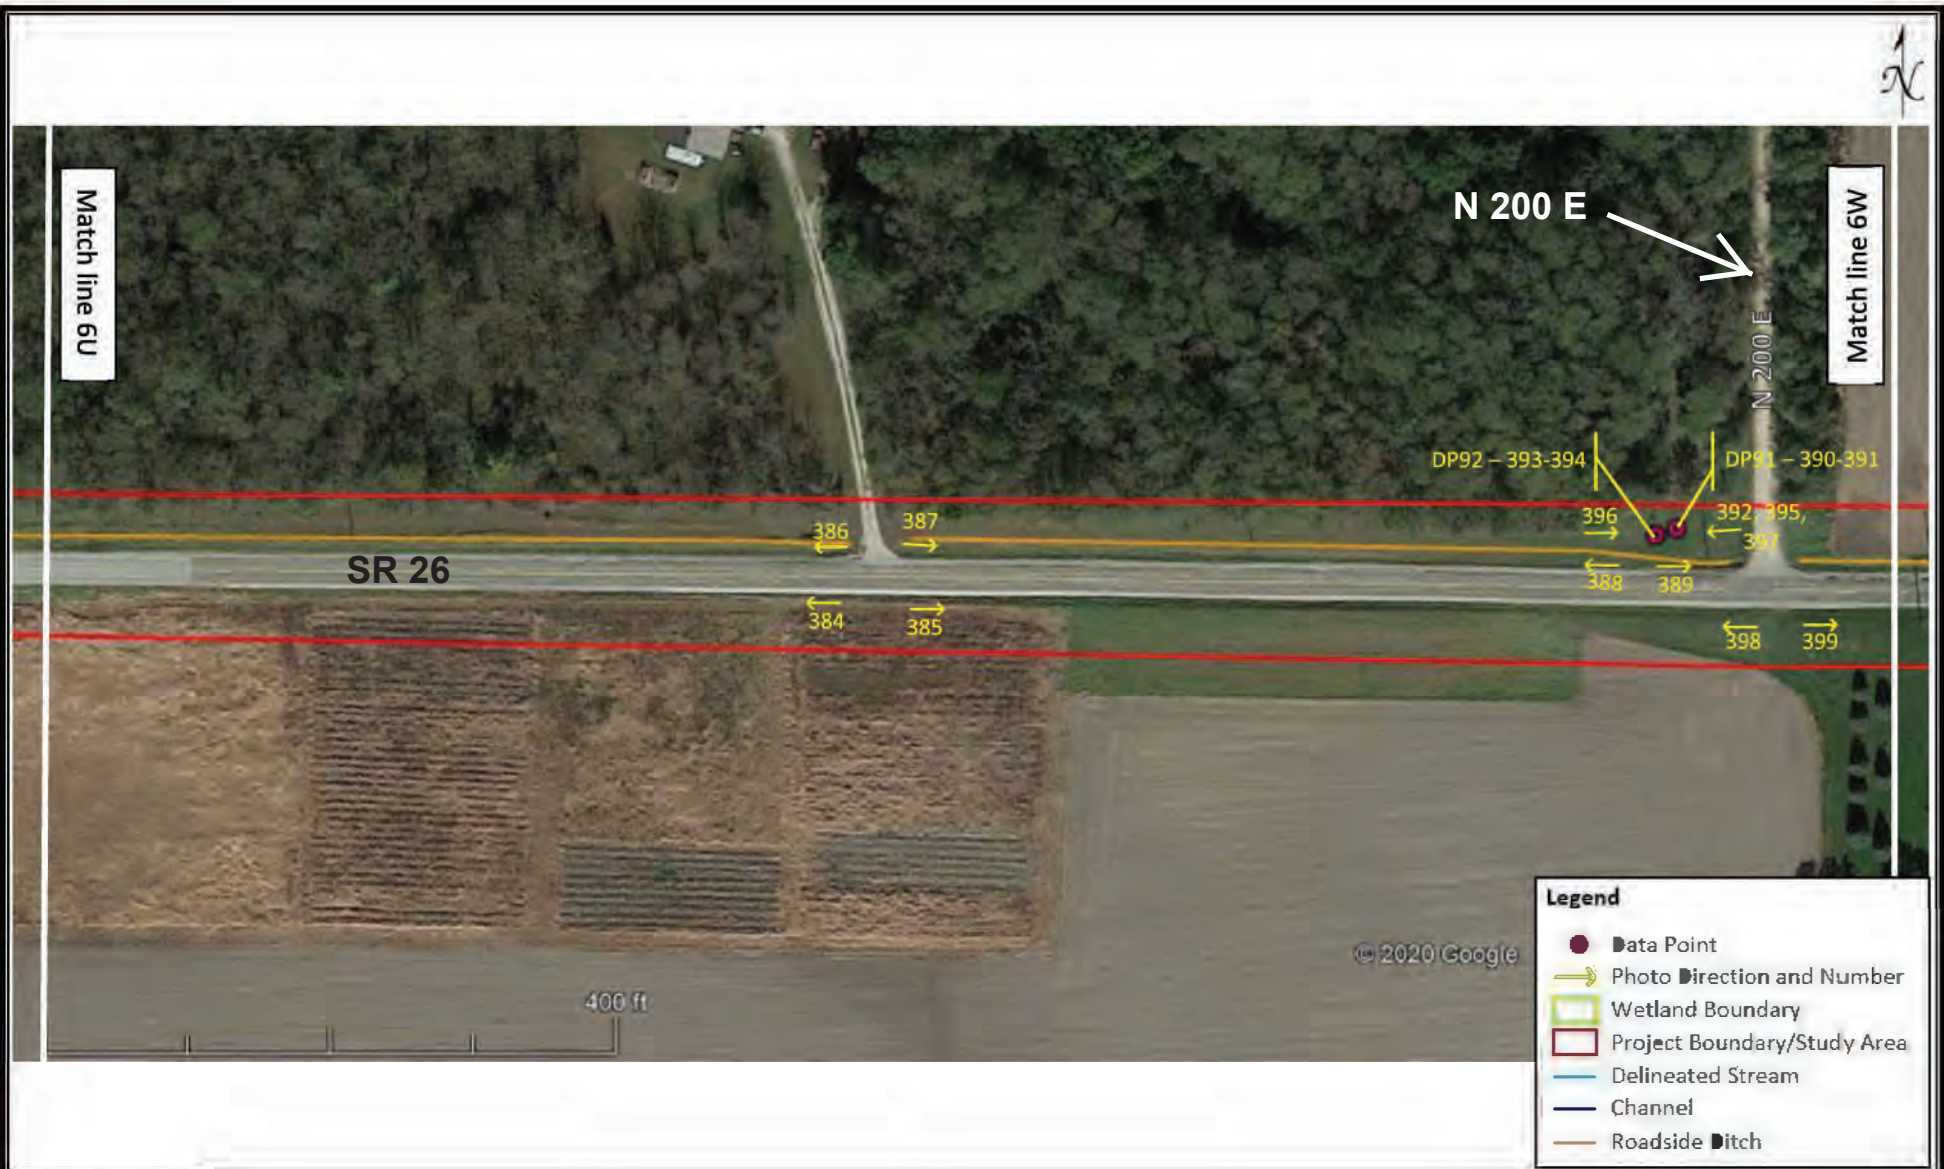 N
Match line 6U
N 200 E
Match line 6W
N 200 E
DP92 – 393-394
DP91 – 390-391
386
387
396
392, 395,
397
SR 26
388
389
384
385
398
399
© 2020 Google
400 ft
Legend
Data Point
Photo Direction and Number
Wetland Boundary
Project Boundary/Study Area
Delineated Stream
Channel
Roadside Ditch